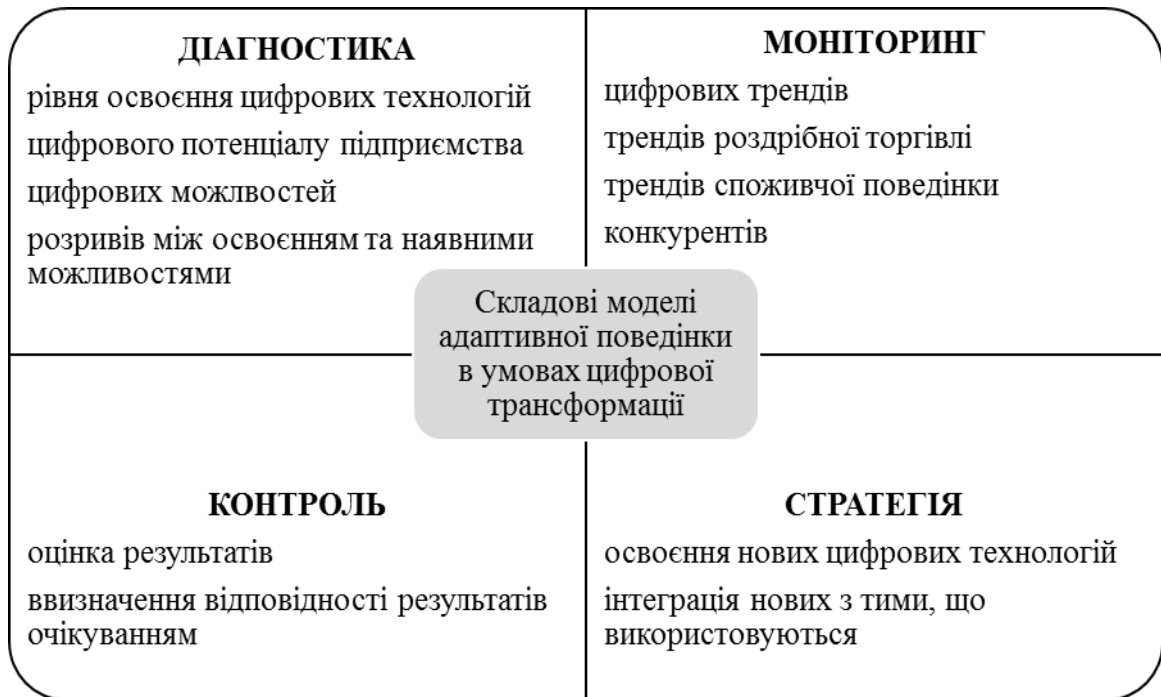 ДІАГНОСТИКА
рівня освоєння цифрових технологій
цифрового потенціалу підприємства
цифрових можлвостей
розривів між освоєнням та наявними
можливостями
МОНІТОРИНГ
цифрових трендів
трендів роздрібної торгівлі
трендів споживчої поведінки
конкурентів
Складові моделі
адаптивної поведінки
в умовах цифрової
трансформації
КОНТРОЛЬ
оцінка результатів
ввизначення відповідності результатів
очікуванням
СТРАТЕГІЯ
освоєння нових цифрових технологій
інтеграція нових з тими, що
використовуються